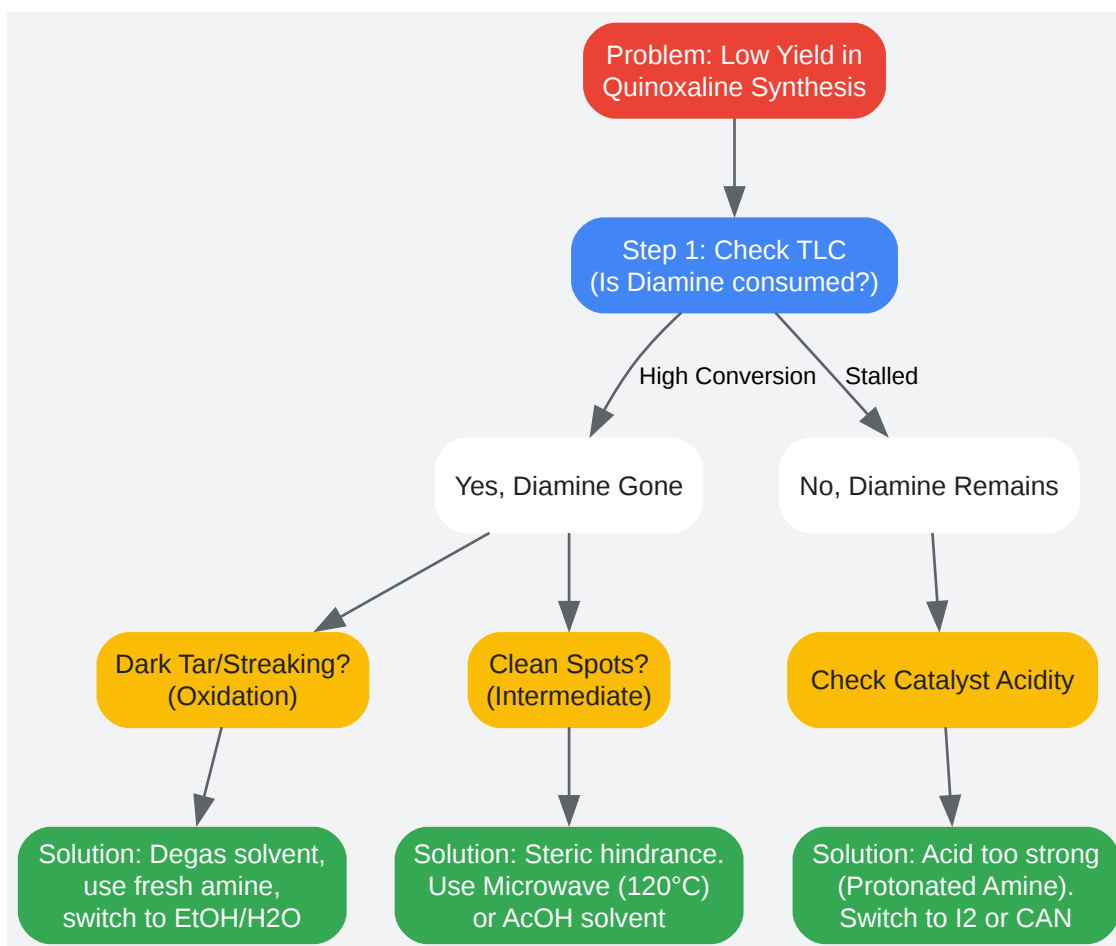 Problem: Low Yield in
Quinoxaline Synthesis
Step 1: Check TLC
(Is Diamine consumed?)
High Conversion
Stalled
Yes, Diamine Gone
No, Diamine Remains
Dark Tar/Streaking?
(Oxidation)
Clean Spots?
(Intermediate)
Check Catalyst Acidity
Solution: Degas solvent,
use fresh amine,
switch to EtOH/H2O
Solution: Steric hindrance.
Use Microwave (120°C)
or AcOH solvent
Solution: Acid too strong
(Protonated Amine).
Switch to I2 or CAN